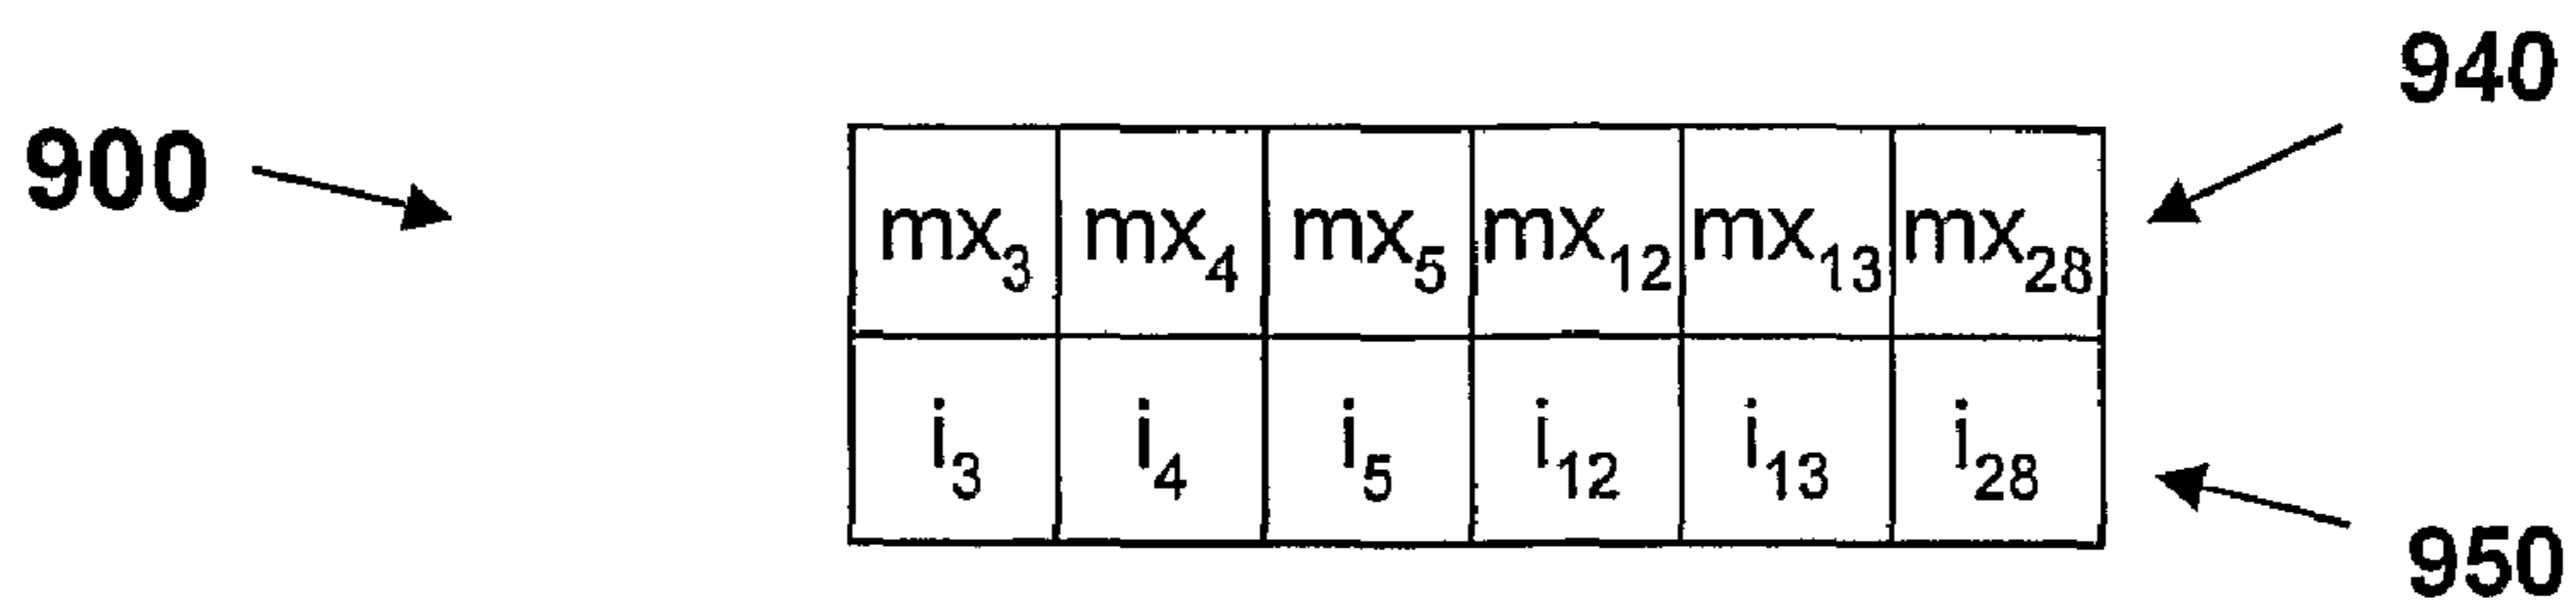 940
900
mx₃ mx₄ mx₅ mx₁₂ mx₁₃ mx₂₈
i₃ i₄ i₅ i₁₂ i₁₃ i₂₈
950